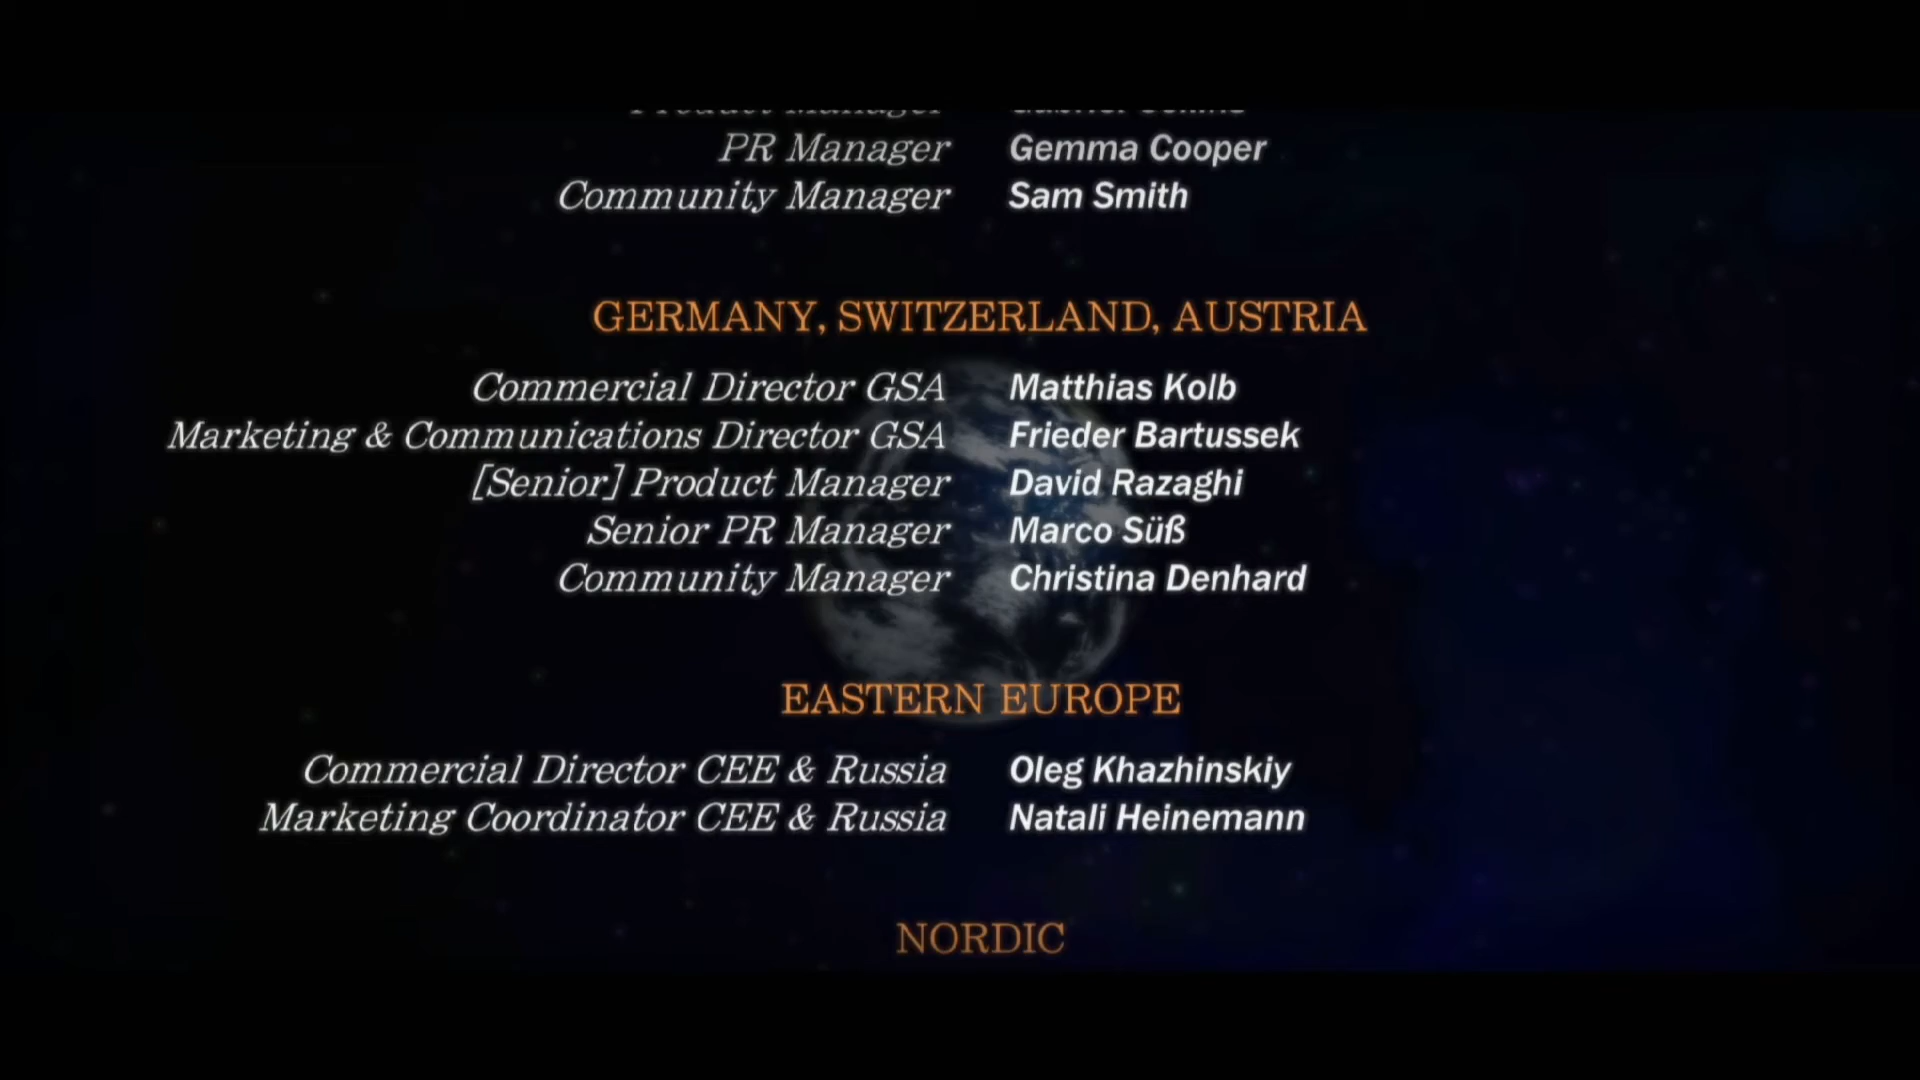 Product Manager
PR Manager Gemma Cooper
Community Manager Sam Smith
GERMANY, SWITZERLAND, AUSTRIA
Commercial Director GSA Matthias Kolb
Marketing & Communications Director GSA Frieder Bartussek
[Senior] Product Manager David Razaghi
Senior PR Manager Marco Süß
Community Manager Christina Denhard
EASTERN EUROPE
Commercial Director CEE & Russia Oleg Khazhinskiy
Marketing Coordinator CEE & Russia Natali Heinemann
NORDIC